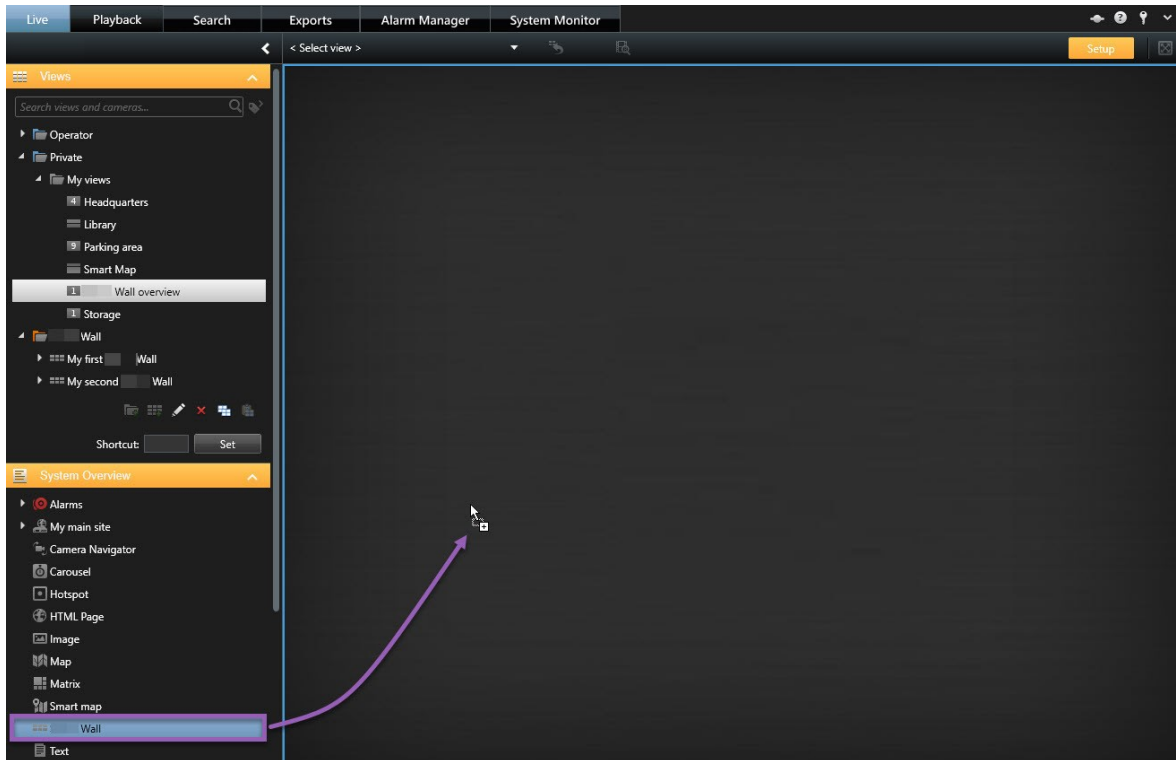 Live Playback Search Exports Alarm Manager System Monitor
< Select view > Setup
Views
Search views and cameras...
Operator
Private
My views
4 Headquarters
Library
9 Parking area
Smart Map
1 Wall overview
1 Storage
Wall
My first Wall
My second Wall
Shortcut: Set
System Overview
Alarms
My main site
Camera Navigator
Carousel
Hotspot
HTML Page
Image
Map
Matrix
Smart map
Wall
Text